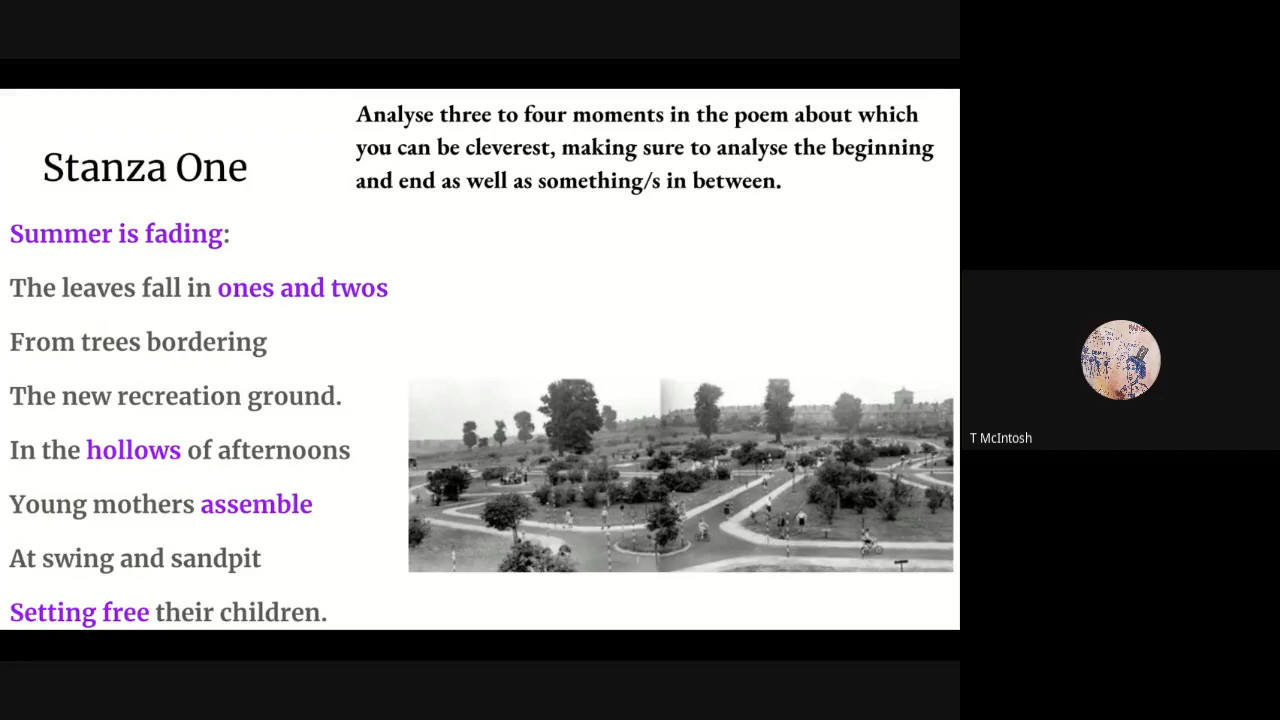 Analyse three to four moments in the poem about which
you can be cleverest, making sure to analyse the beginning
and end as well as something/s in between.
Stanza One
Summer is fading:
The leaves fall in ones and twos
From trees bordering
The new recreation ground.
In the hollows of afternoons
Young mothers assemble
At swing and sandpit
Setting free their children.
T McIntosh